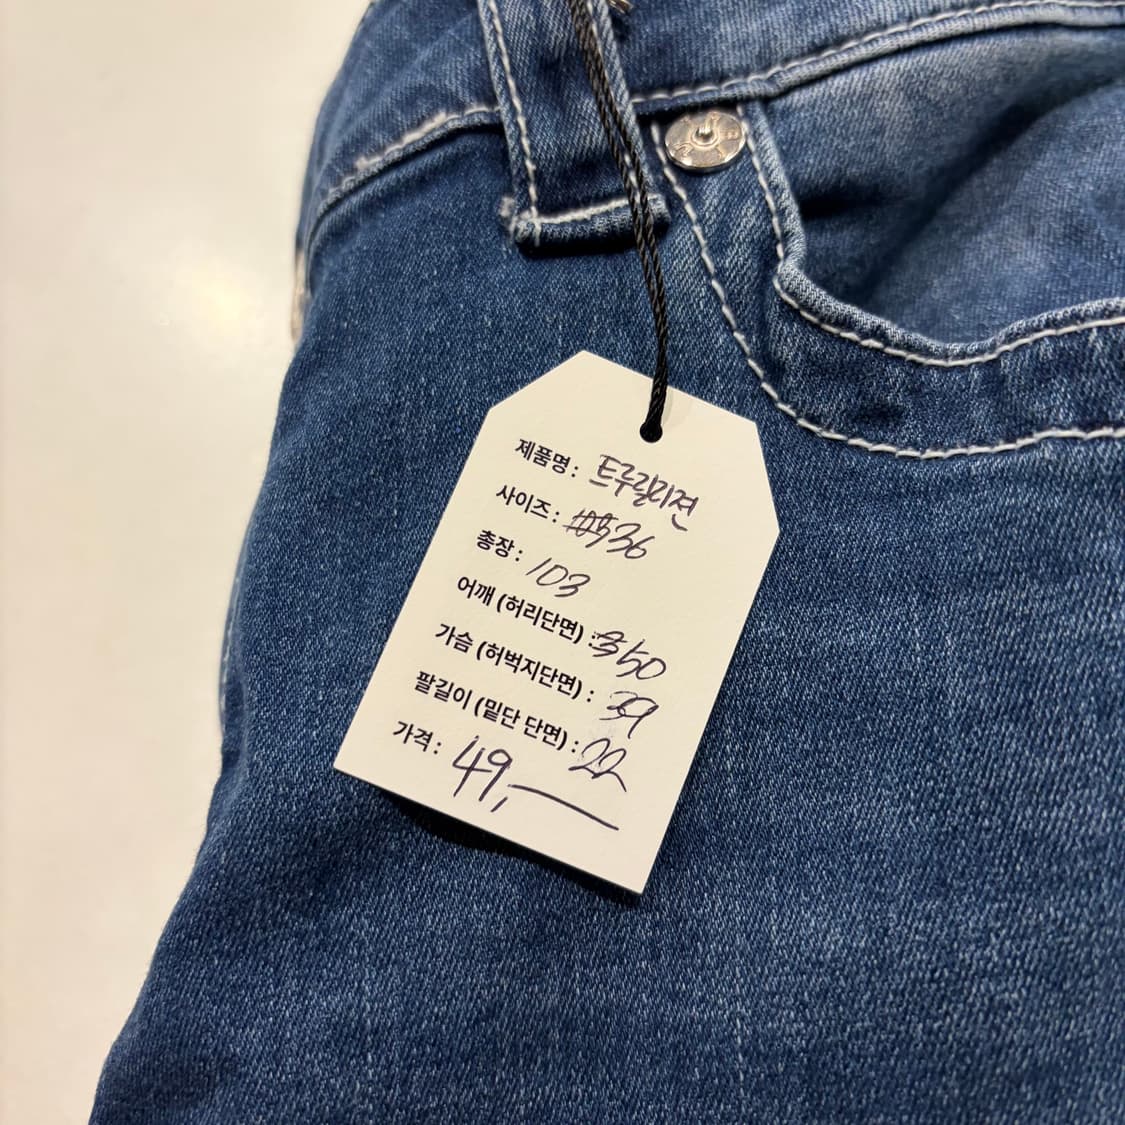 제품명 : 트루릴리젼
사이즈 : 36
총장 : 103
어깨 (허리단면) : 50
가슴 (허벅지단면) : 39
팔길이 (밑단 단면) : 22
가격 : 49,—